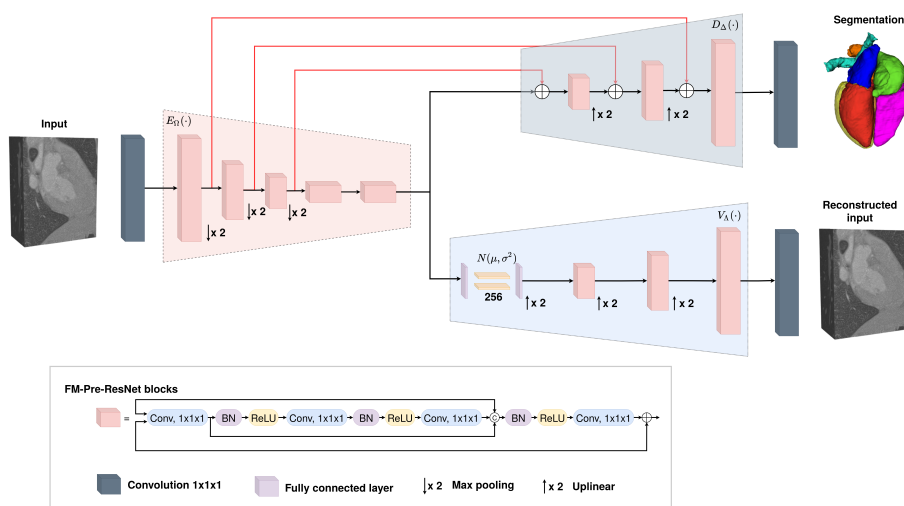 Segmentation
D_Δ(·)
↑ x 2
↑ x 2
Input
E_Ω(·)
↓ x 2
↓ x 2
↓ x 2
Reconstructed
input
V_Λ(·)
N(μ, σ²)
256
↑ x 2
↑ x 2
↑ x 2
FM-Pre-ResNet blocks
= Conv, 1x1x1 BN ReLU Conv, 1x1x1 BN ReLU Conv, 1x1x1 C BN ReLU Conv, 1x1x1
Convolution 1x1x1 Fully connected layer ↓ x 2 Max pooling ↑ x 2 Uplinear